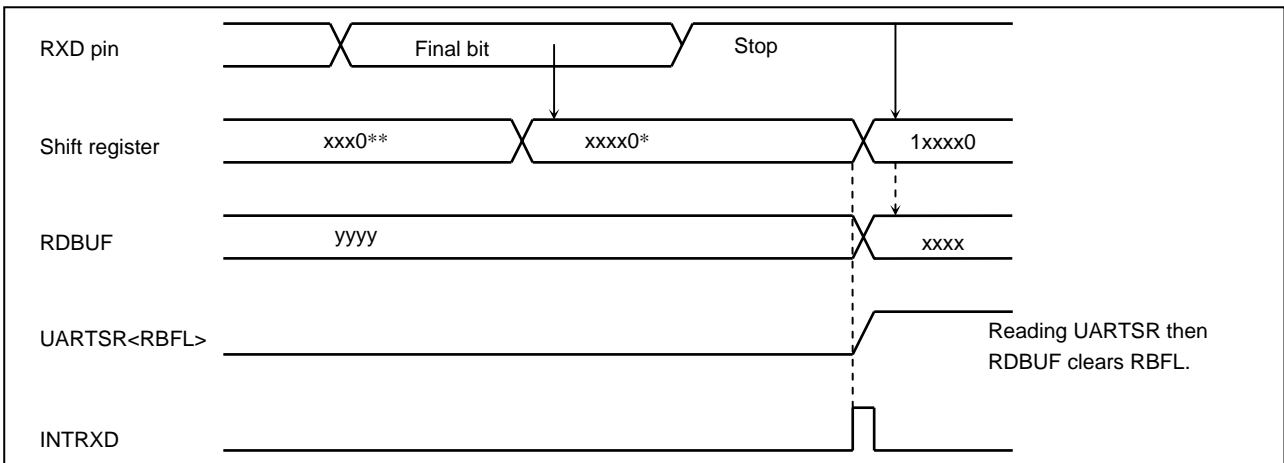 RXD pin
Final bit
Stop
Shift register
xxx0**
xxxx0*
1xxxx0
RDBUF
yyyy
xxxx
UARTSR<RBFL>
Reading UARTSR then
RDBUF clears RBFL.
INTRXD